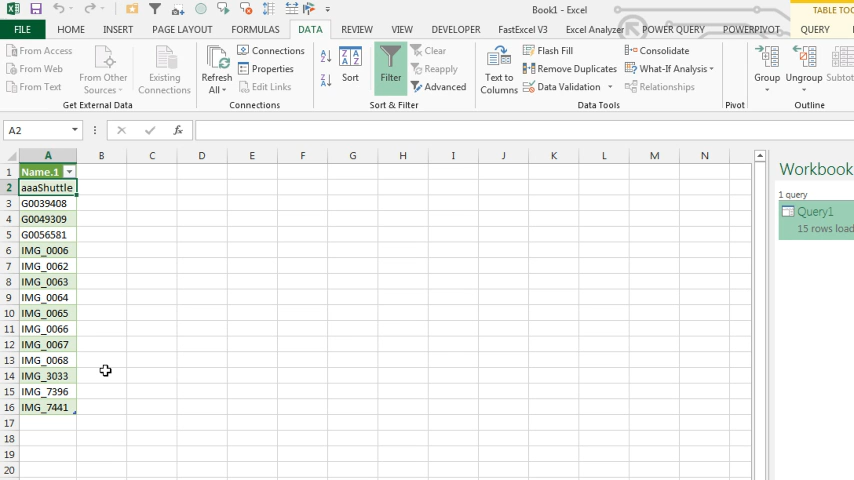 Book1 - Excel
TABLE TOO
FILE HOME INSERT PAGE LAYOUT FORMULAS DATA REVIEW VIEW DEVELOPER FastExcel V3 Excel Analyzer POWER QUERY POWERPIVOT QUERY
From Access
From Web
From Text
From Other Sources
Existing Connections
Get External Data
Refresh All
Connections
Properties
Edit Links
Connections
Sort
Filter
Clear
Reapply
Advanced
Sort & Filter
Text to Columns
Flash Fill
Remove Duplicates
Data Validation
Consolidate
What-If Analysis
Relationships
Data Tools
Pivot
Group
Ungroup
Subtot
Outline
A2
fx
A B C D E F G H I J K L M N
1 Name.1
2 aaaShuttle
3 G0039408
4 G0049309
5 G0056581
6 IMG_0006
7 IMG_0062
8 IMG_0063
9 IMG_0064
10 IMG_0065
11 IMG_0066
12 IMG_0067
13 IMG_0068
14 IMG_3033
15 IMG_7396
16 IMG_7441
17
18
19
20
Workbook
1 query
Query1
15 rows load